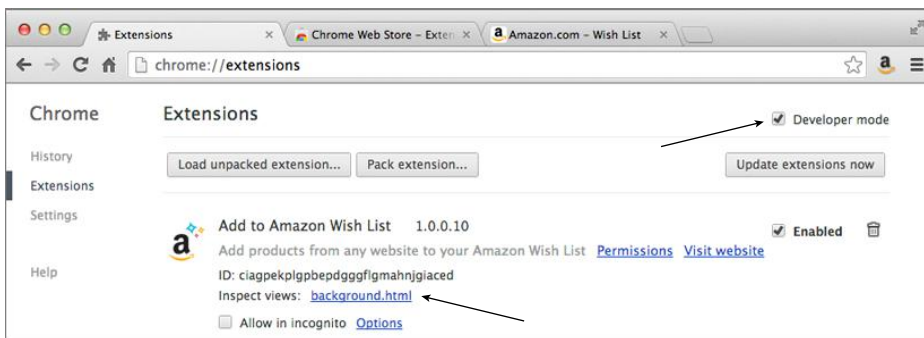 Extensions
Chrome Web Store – Exten
Amazon.com – Wish List
chrome://extensions
Chrome
Extensions
Developer mode
History
Load unpacked extension...
Pack extension...
Update extensions now
Extensions
Settings
Add to Amazon Wish List 1.0.0.10
Enabled
Add products from any website to your Amazon Wish List Permissions Visit website
Help
ID: ciagpekplgpbepdgggflgmahnjgiaced
Inspect views: background.html
Allow in incognito Options